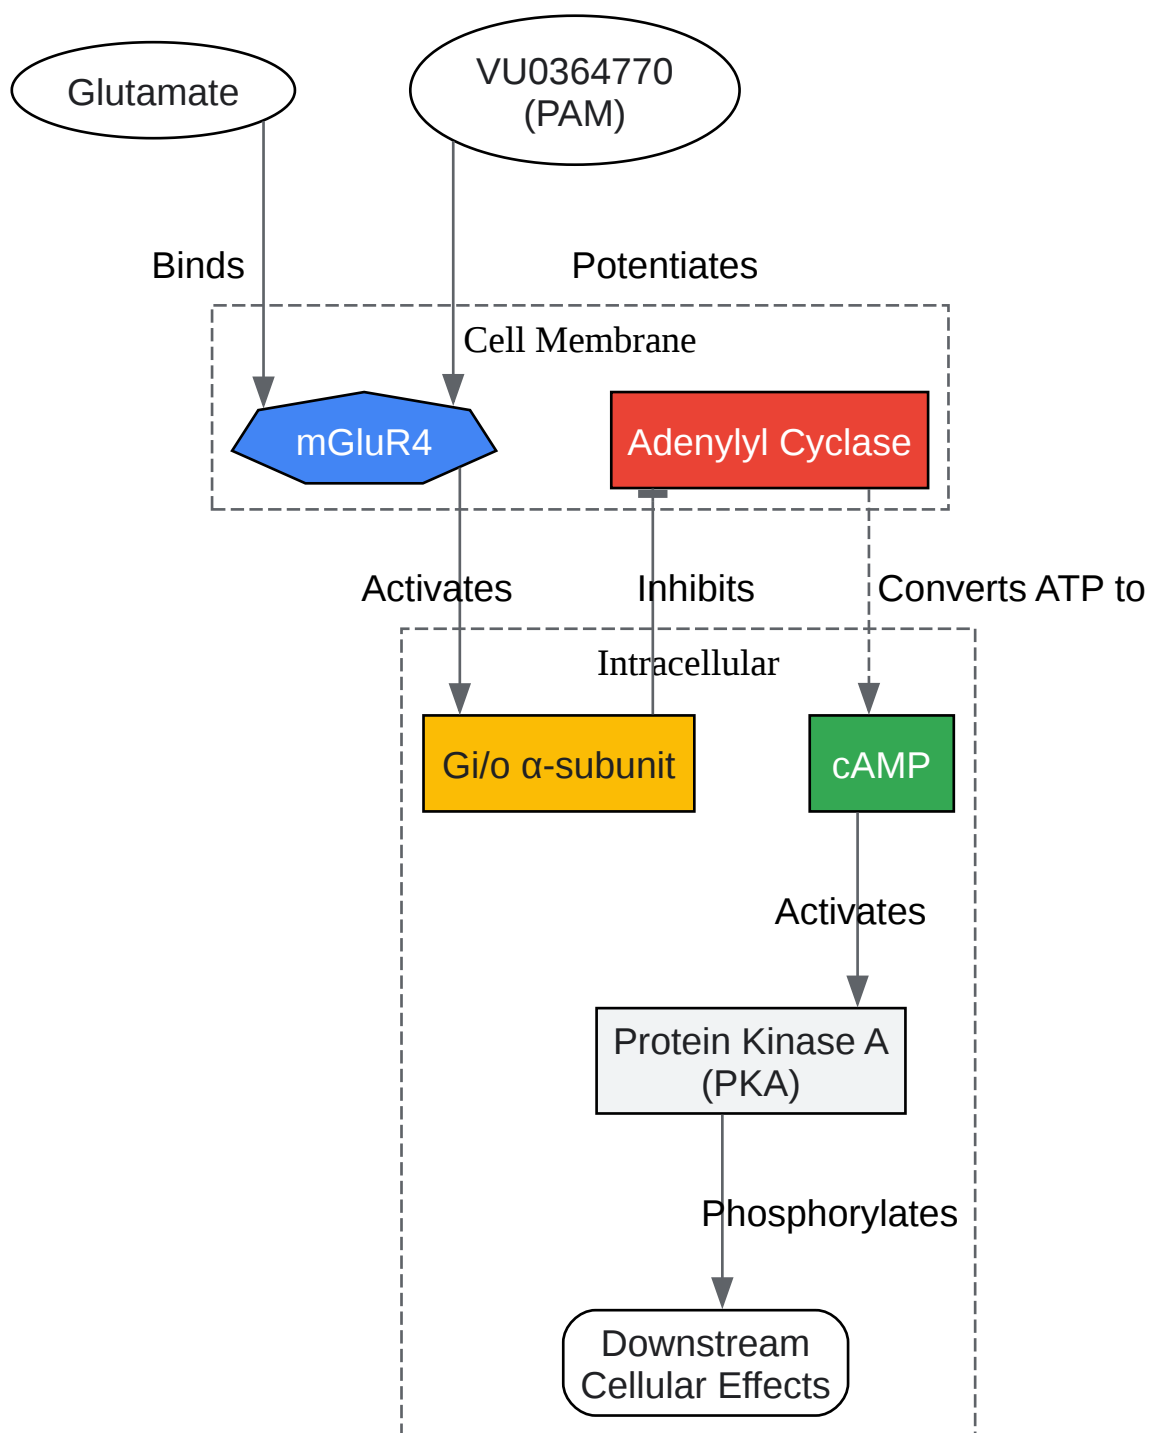 Glutamate
VU0364770
(PAM)
Binds
Potentiates
Cell Membrane
mGluR4
Adenylyl Cyclase
Activates
Inhibits
Converts ATP to
Intracellular
Gi/o α-subunit
cAMP
Activates
Protein Kinase A
(PKA)
Phosphorylates
Downstream
Cellular Effects